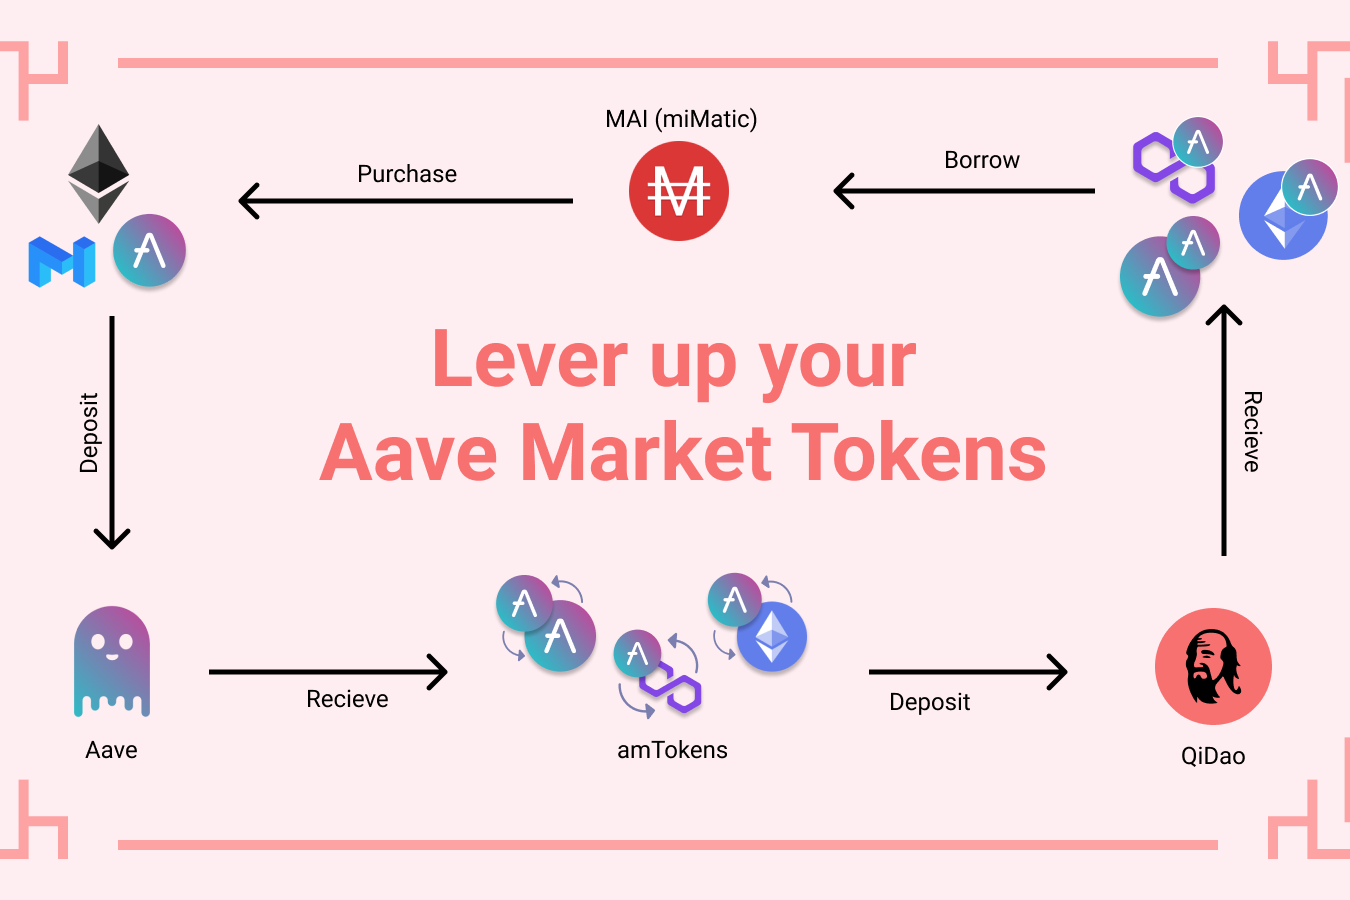 MAI (miMatic)
Purchase
Borrow
Lever up your
Aave Market Tokens
Deposit
Recieve
Recieve
Deposit
Aave
amTokens
QiDao